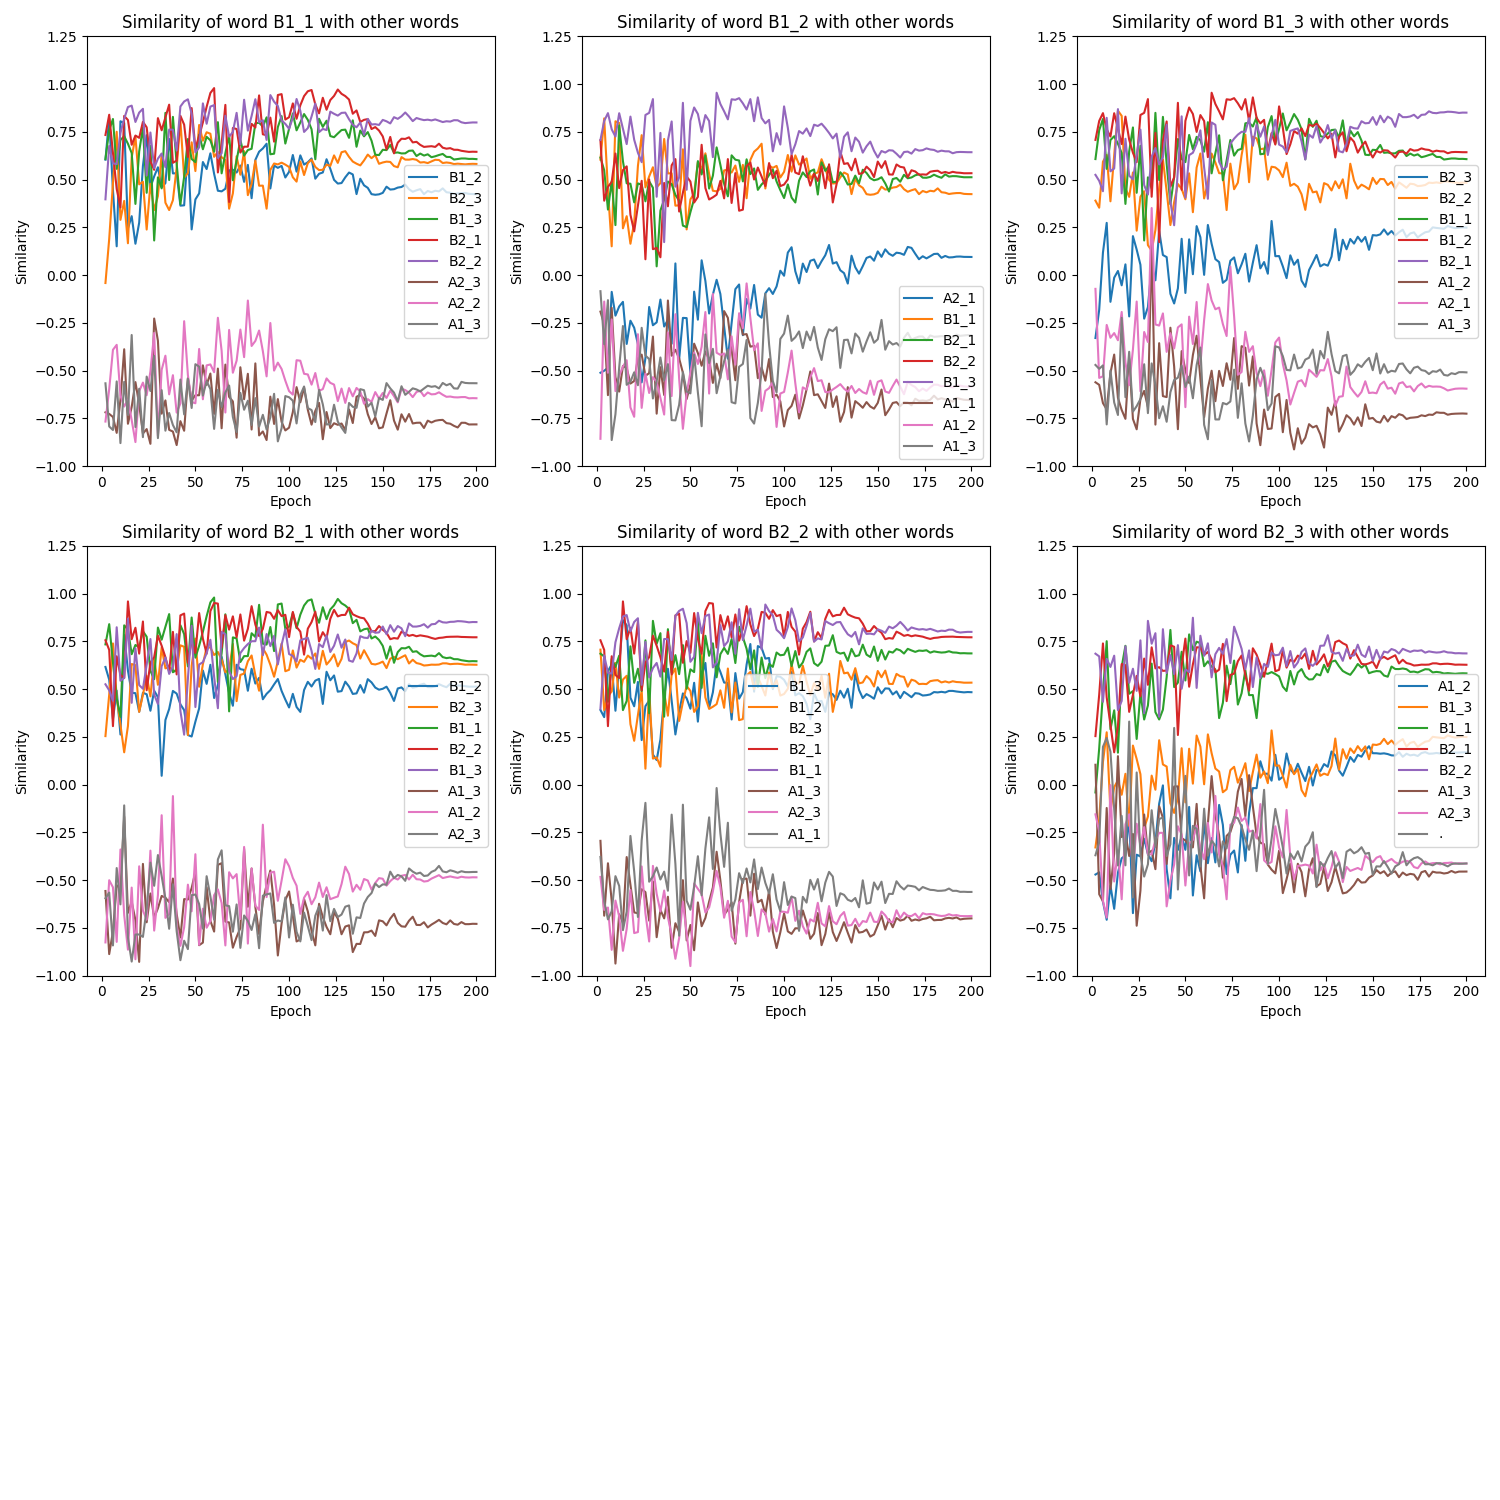 Similarity of word B1_1 with other words
1.25
1.00
0.75
0.50
0.25
0.00
−0.25
−0.50
−0.75
−1.00
Similarity
0 25 50 75 100 125 150 175 200
Epoch
B1_2
B2_3
B1_3
B2_1
B2_2
A2_3
A2_2
A1_3
Similarity of word B1_2 with other words
1.25
1.00
0.75
0.50
0.25
0.00
−0.25
−0.50
−0.75
−1.00
Similarity
0 25 50 75 100 125 150 175 200
Epoch
A2_1
B1_1
B2_1
B2_2
B1_3
A1_1
A1_2
A1_3
Similarity of word B1_3 with other words
1.25
1.00
0.75
0.50
0.25
0.00
−0.25
−0.50
−0.75
−1.00
Similarity
0 25 50 75 100 125 150 175 200
Epoch
B2_3
B2_2
B1_1
B1_2
B2_1
A1_2
A2_1
A1_3
Similarity of word B2_1 with other words
1.25
1.00
0.75
0.50
0.25
0.00
−0.25
−0.50
−0.75
−1.00
Similarity
0 25 50 75 100 125 150 175 200
Epoch
B1_2
B2_3
B1_1
B2_2
B1_3
A1_3
A1_2
A2_3
Similarity of word B2_2 with other words
1.25
1.00
0.75
0.50
0.25
0.00
−0.25
−0.50
−0.75
−1.00
Similarity
0 25 50 75 100 125 150 175 200
Epoch
B1_3
B1_2
B2_3
B2_1
B1_1
A1_3
A2_3
A1_1
Similarity of word B2_3 with other words
1.25
1.00
0.75
0.50
0.25
0.00
−0.25
−0.50
−0.75
−1.00
Similarity
0 25 50 75 100 125 150 175 200
Epoch
A1_2
B1_3
B1_1
B2_1
B2_2
A1_3
A2_3
.